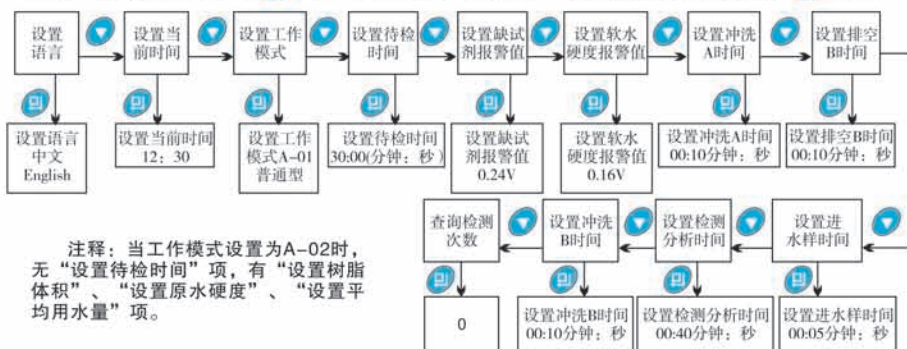 设置
语言
设置当
前时间
设置工作
模式
设置待检
时间
设置缺试
剂报警值
设置软水
硬度报警值
设置冲洗
A时间
设置排空
B时间
设置语言
中文
English
设置当前时间
12：30
设置工作
模式A-01
普通型
设置待检时间
30:00(分钟：秒)
设置缺试
剂报警值
0.24V
设置软水
硬度报警值
0.16V
设置冲洗A时间
00:10分钟：秒
设置排空B时间
00:10分钟：秒
查询检测
次数
设置冲洗
B时间
设置检测
分析时间
设置进
水样时间
0
设置冲洗B时间
00:10分钟：秒
设置检测分析时间
00:40分钟：秒
设置进水样时间
00:05分钟：秒
注释：当工作模式设置为A-02时，
无“设置待检时间”项，有“设置树脂
体积”、“设置原水硬度”、“设置平
均用水量”项。